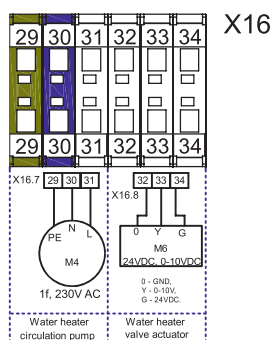 X16
29 30 31 32 33 34
29 30 31 32 33 34
X16.7 29 30 31
32 33 34
X16.8
PE N L
M4
1f, 230V AC
0 Y G
M6
24VDC, 0-10VDC
0 - GND,
Y - 0-10V,
G - 24VDC.
Water heater
circulation pump
Water heater
valve actuator